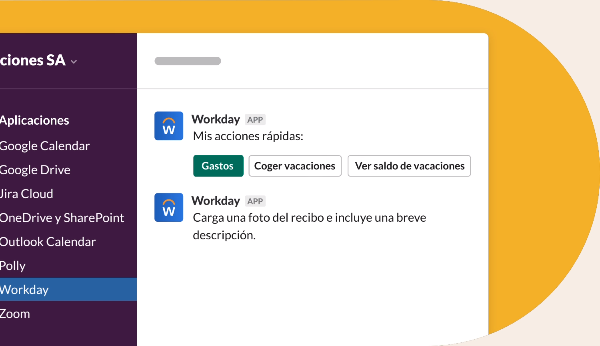 ciones SA
Aplicaciones
Google Calendar
Google Drive
Jira Cloud
OneDrive y SharePoint
Outlook Calendar
Polly
Workday
Zoom
Workday APP
Mis acciones rápidas:
Gastos Coger vacaciones Ver saldo de vacaciones
Workday APP
Carga una foto del recibo e incluye una breve
descripción.